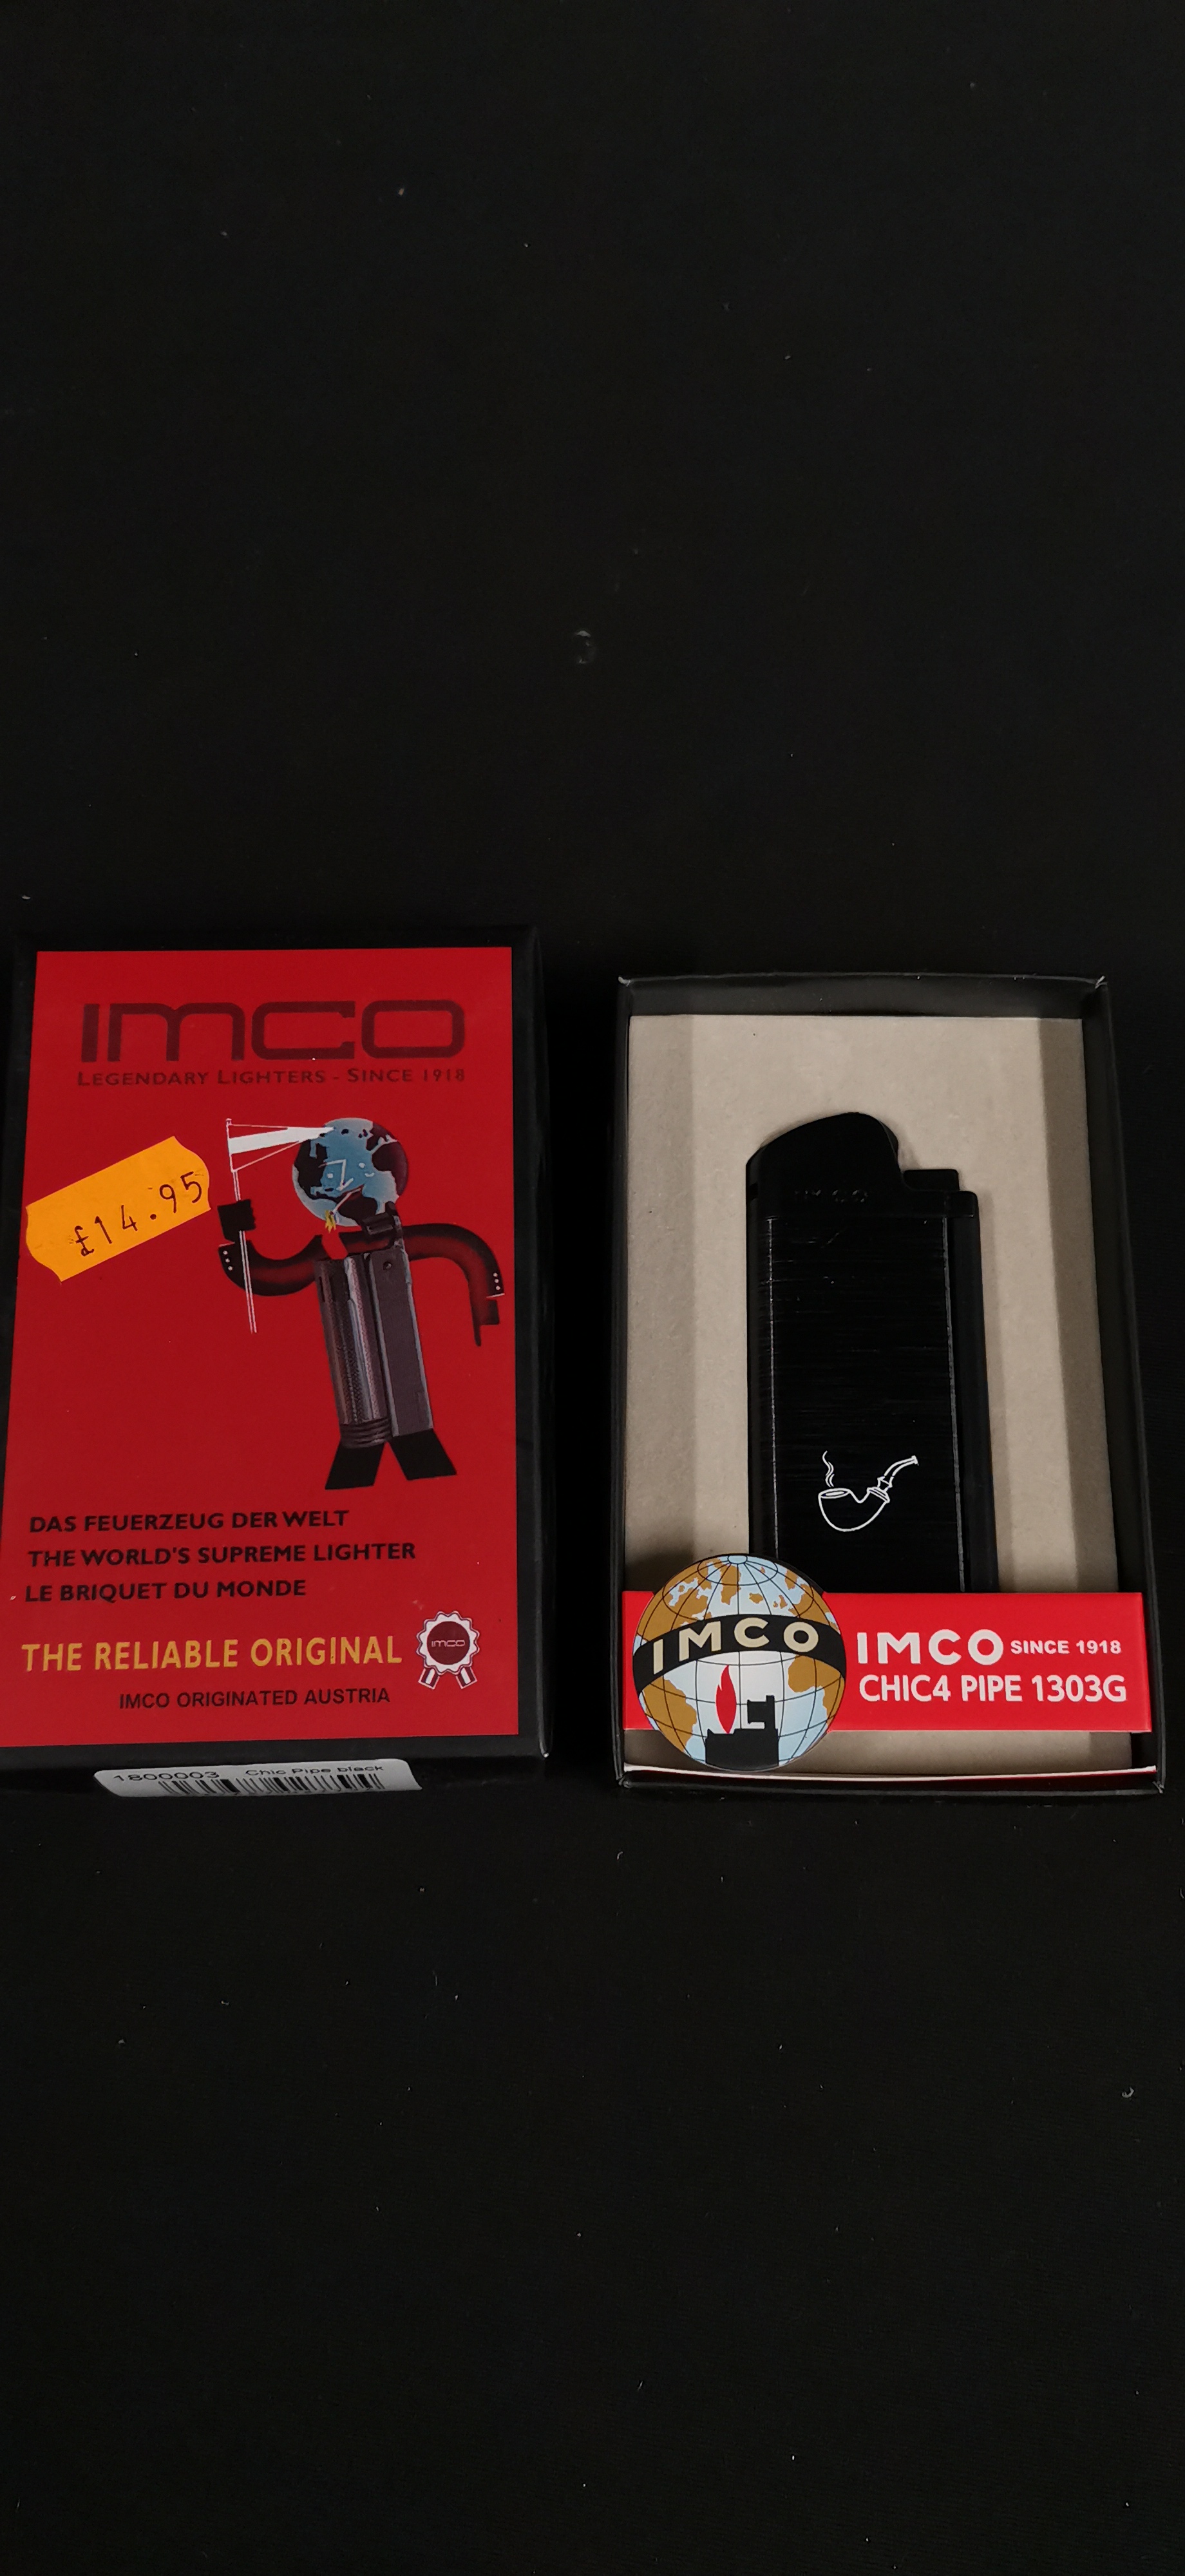 IMCO
LEGENDARY LIGHTERS - SINCE 1918
£14.95
DAS FEUERZEUG DER WELT
THE WORLD'S SUPREME LIGHTER
LE BRIQUET DU MONDE
THE RELIABLE ORIGINAL
IMCO
IMCO ORIGINATED AUSTRIA
1800003 Chic Pipe black
IMCO
IMCO
IMCO SINCE 1918
CHIC4 PIPE 1303G